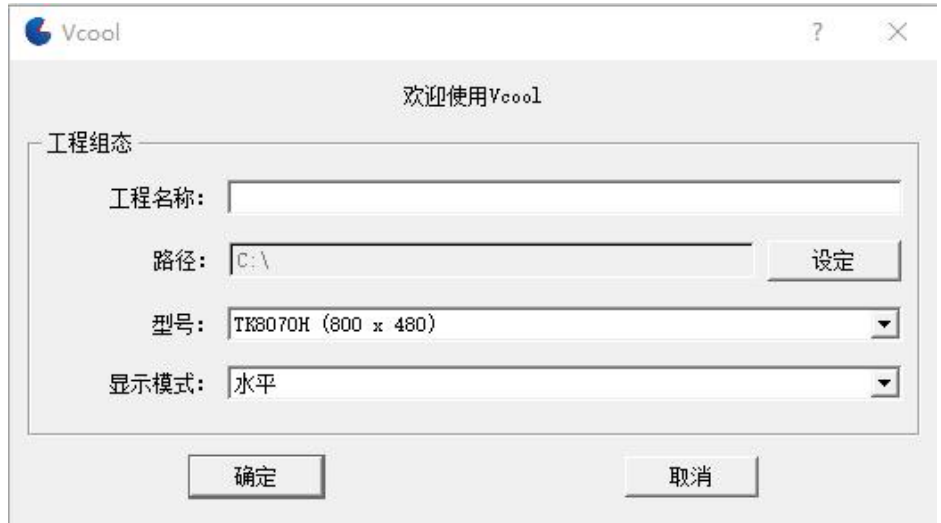 Vcool
?
欢迎使用Vcool
工程组态
工程名称:
路径: C:\ 设定
型号: TK8070H (800 x 480)
显示模式: 水平
确定 取消